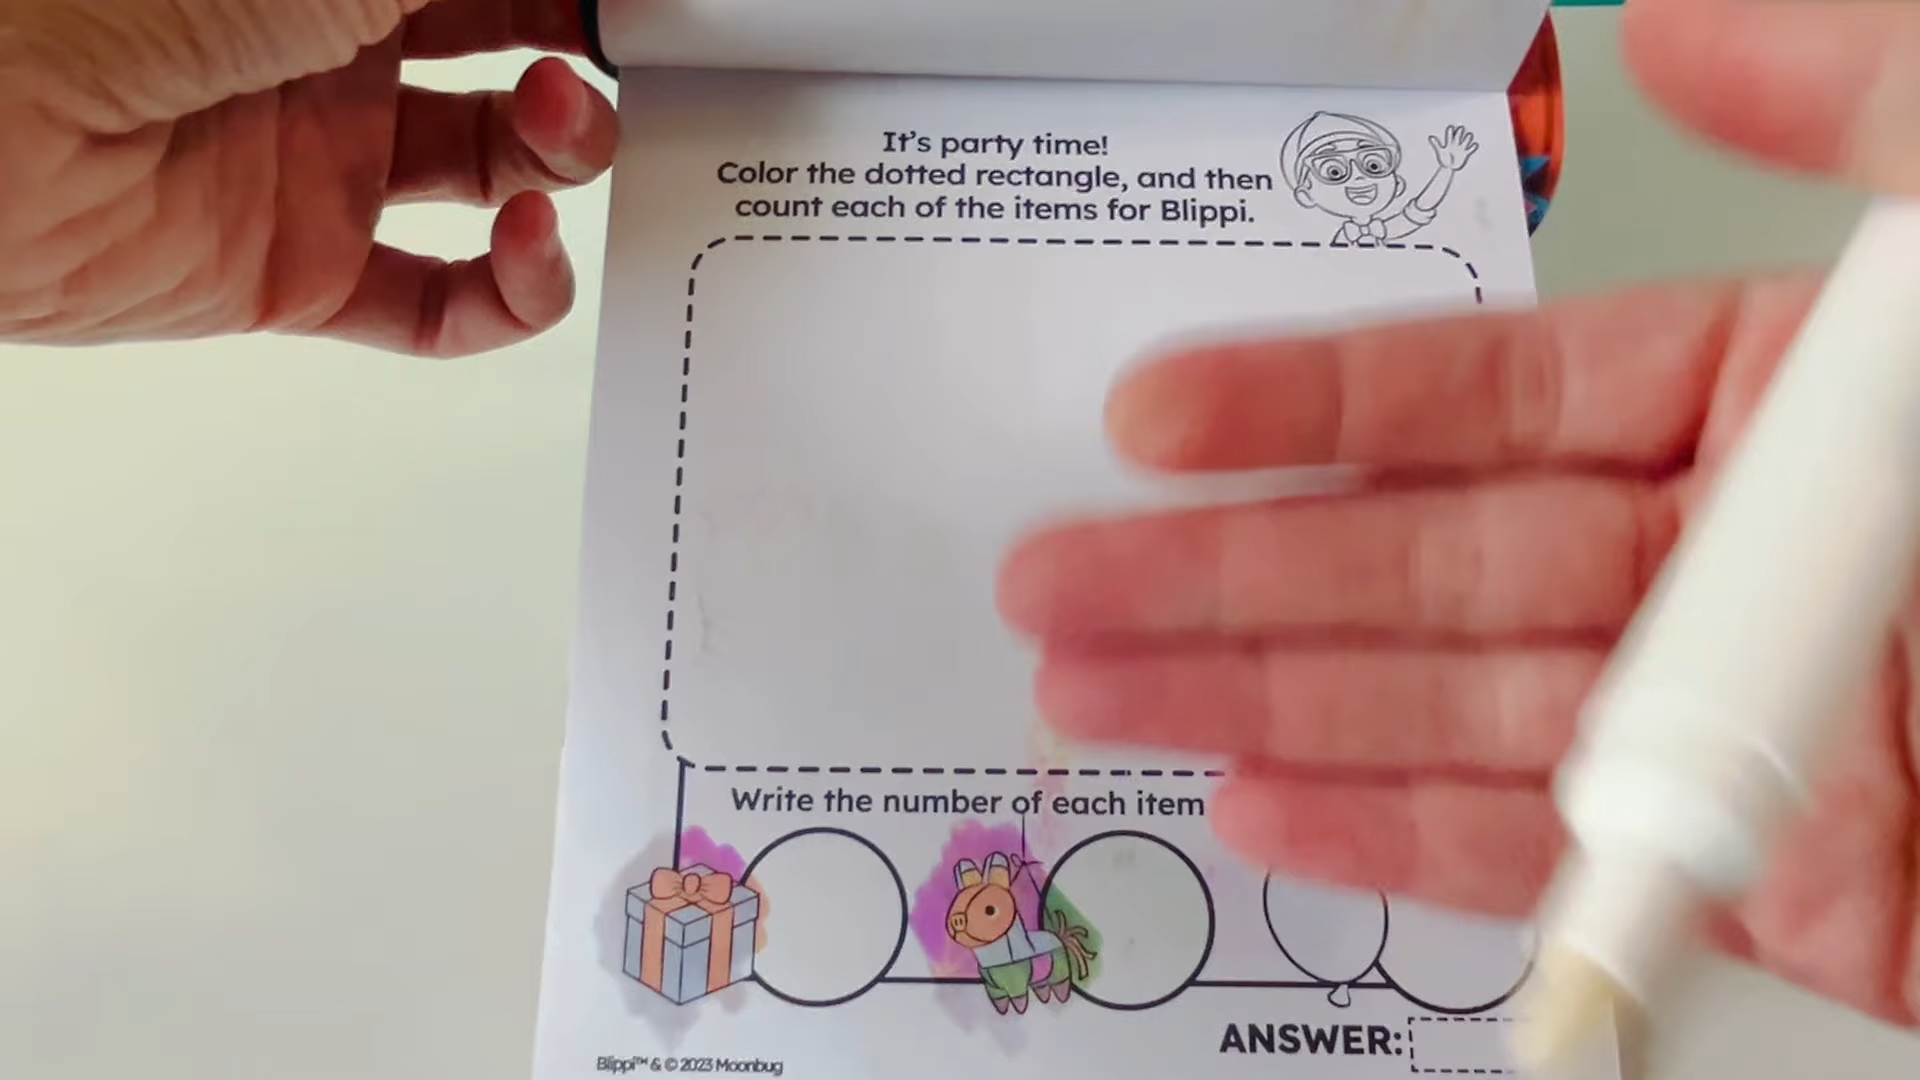 It's party time!
Color the dotted rectangle, and then
count each of the items for Blippi.
Write the number of each item
ANSWER:
Blippi™ & © 2023 Moonbug